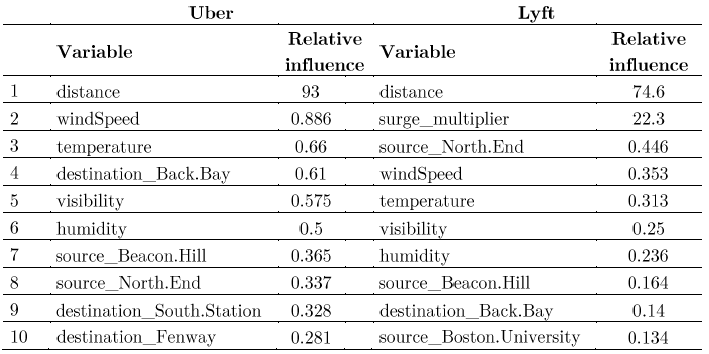 Uber Lyft
Variable Relative influence Variable Relative influence
1 distance 93 distance 74.6
2 windSpeed 0.886 surge_multiplier 22.3
3 temperature 0.66 source_North.End 0.446
4 destination_Back.Bay 0.61 windSpeed 0.353
5 visibility 0.575 temperature 0.313
6 humidity 0.5 visibility 0.25
7 source_Beacon.Hill 0.365 humidity 0.236
8 source_North.End 0.337 source_Beacon.Hill 0.164
9 destination_South.Station 0.328 destination_Back.Bay 0.14
10 destination_Fenway 0.281 source_Boston.University 0.134